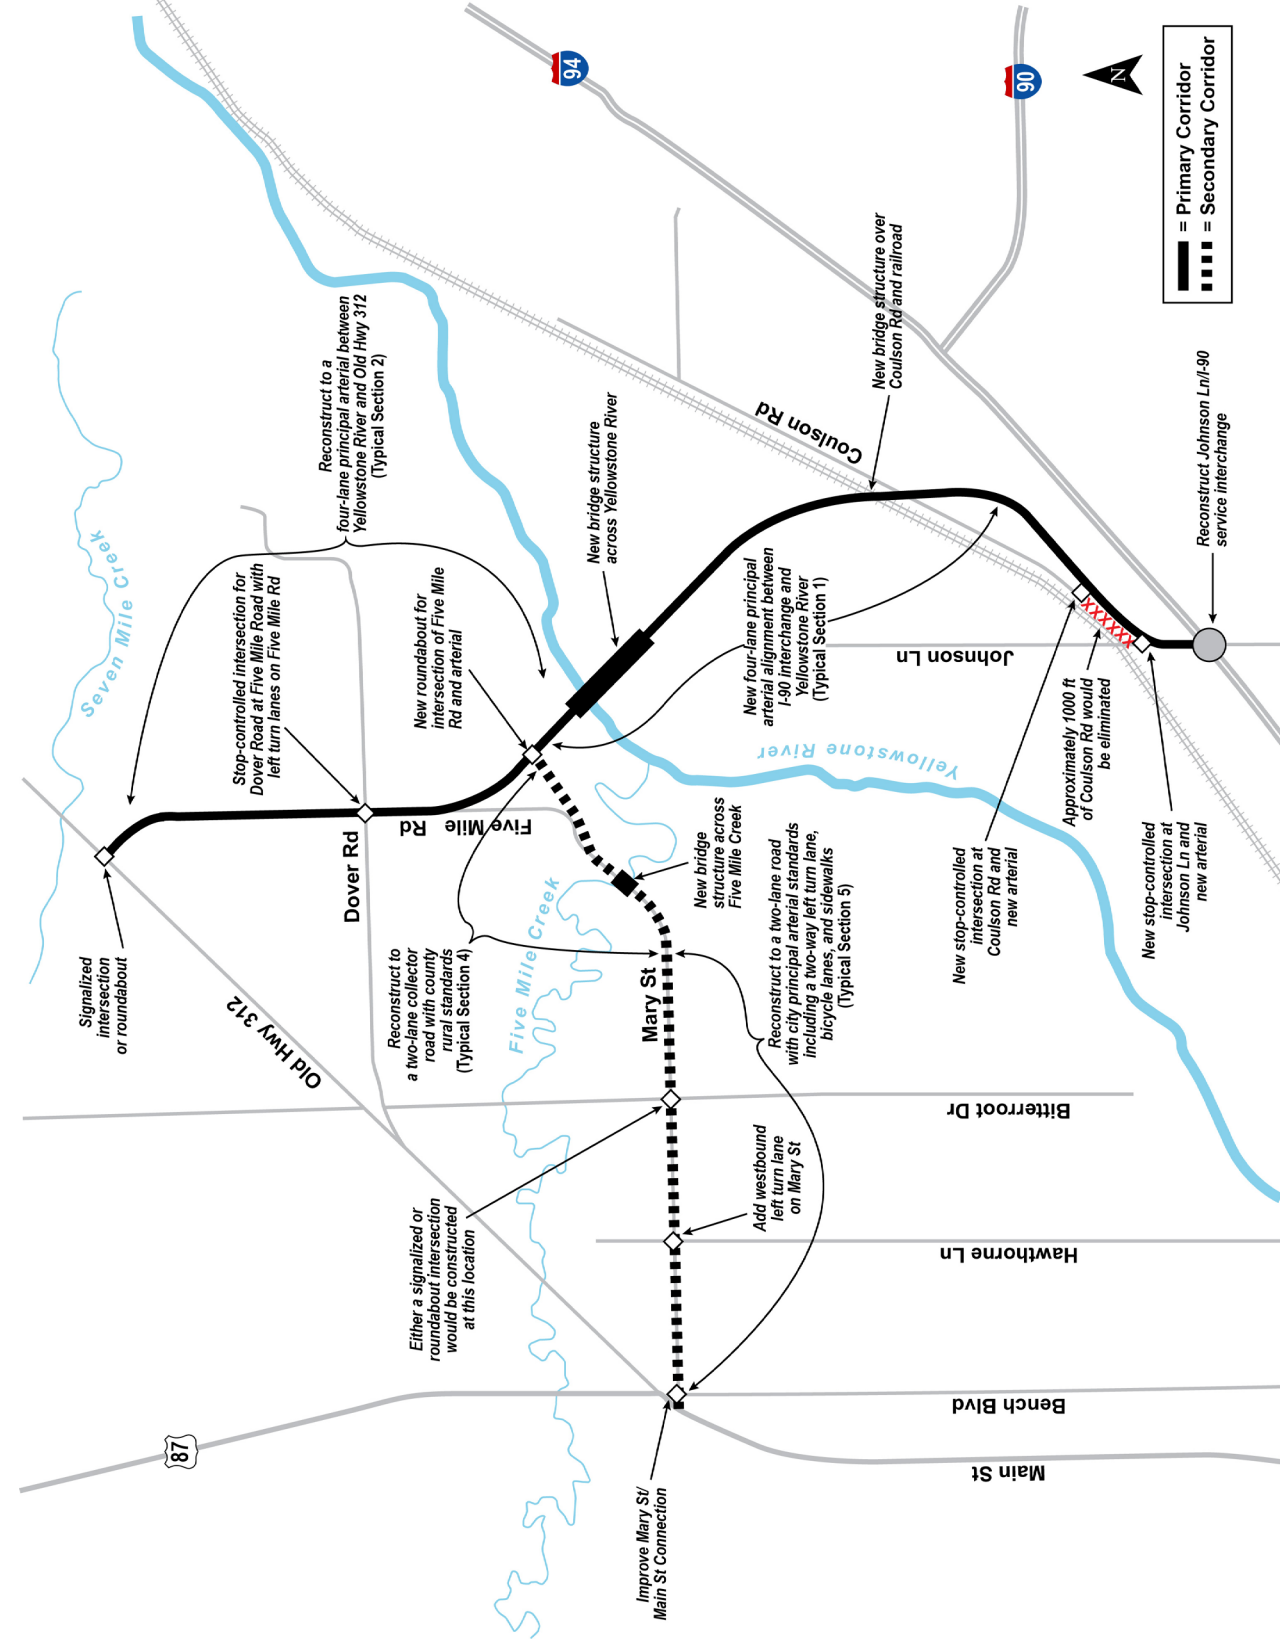 87
Old Hwy 312
Signalized
intersection
or roundabout
Seven Mile Creek
Stop-controlled intersection for
Dover Road at Five Mile Road with
left turn lanes on Five Mile Rd
Reconstruct to a
four-lane principal arterial between
Yellowstone River and Old Hwy 312
(Typical Section 2)
Dover Rd
Five Mile Rd
New roundabout for
intersection of Five Mile
Rd and arterial
Reconstruct to
a two-lane collector
road with county
rural standards
(Typical Section 4)
Either a signalized or
roundabout intersection
would be constructed
at this location
Five Mile Creek
New bridge structure
across Yellowstone River
94
Improve Mary St/
Main St Connection
Mary St
New bridge
structure across
Five Mile Creek
Add westbound
left turn lane
on Mary St
Reconstruct to a two-lane road
with city principal arterial standards
including a two-way left turn lane,
bicycle lanes, and sidewalks
(Typical Section 5)
New four-lane principal
arterial alignment between
I-90 interchange and
Yellowstone River
(Typical Section 1)
Coulson Rd
New bridge structure over
Coulson Rd and railroad
Yellowstone River
Johnson Ln
Main St
Bench Blvd
Hawthorne Ln
Bitterroot Dr
New stop-controlled
intersection at
Coulson Rd and
new arterial
Approximately 1000 ft
of Coulson Rd would
be eliminated
XXXXXX
New stop-controlled
intersection at
Johnson Ln and
new arterial
Reconstruct Johnson Ln/I-90
service interchange
90
N
= Primary Corridor
= Secondary Corridor